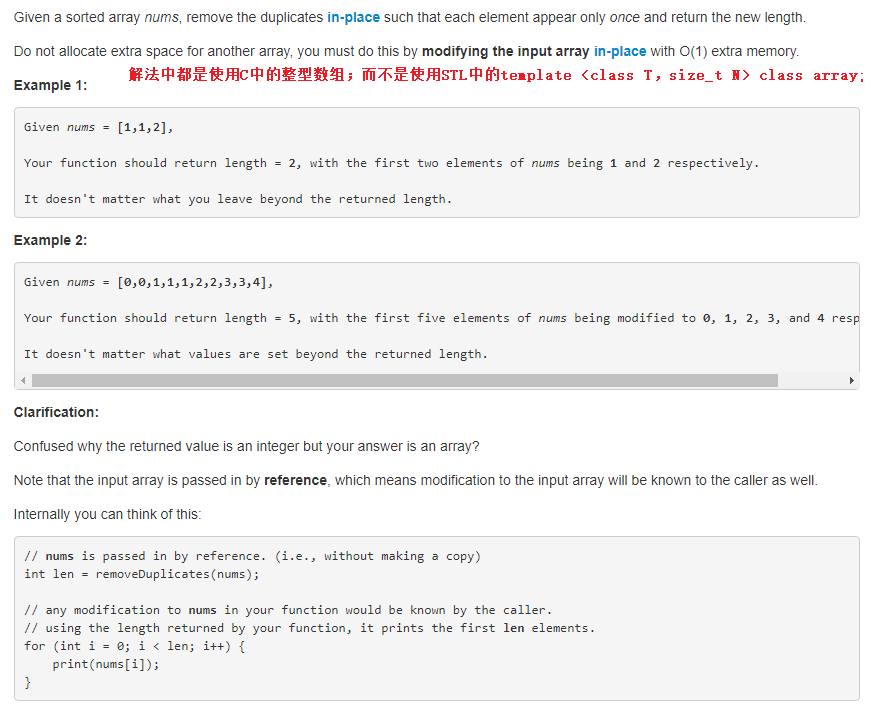 Given a sorted array nums, remove the duplicates in-place such that each element appear only once and return the new length.
Do not allocate extra space for another array, you must do this by modifying the input array in-place with O(1) extra memory.
解法中都是使用C中的整型数组；而不是使用STL中的template <class T, size_t N> class array;
Example 1:
Given nums = [1,1,2],
Your function should return length = 2, with the first two elements of nums being 1 and 2 respectively.
It doesn't matter what you leave beyond the returned length.
Example 2:
Given nums = [0,0,1,1,1,2,2,3,3,4],
Your function should return length = 5, with the first five elements of nums being modified to 0, 1, 2, 3, and 4 resp
It doesn't matter what values are set beyond the returned length.
Clarification:
Confused why the returned value is an integer but your answer is an array?
Note that the input array is passed in by reference, which means modification to the input array will be known to the caller as well.
Internally you can think of this:
// nums is passed in by reference. (i.e., without making a copy)
int len = removeDuplicates(nums);
// any modification to nums in your function would be known by the caller.
// using the length returned by your function, it prints the first len elements.
for (int i = 0; i < len; i++) {
    print(nums[i]);
}